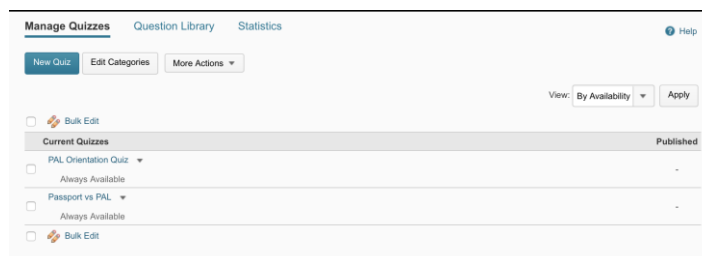 Manage Quizzes Question Library Statistics
Help
New Quiz Edit Categories More Actions
View: By Availability Apply
Bulk Edit
Current Quizzes Published
PAL Orientation Quiz
-
Always Available
Passport vs PAL
-
Always Available
Bulk Edit